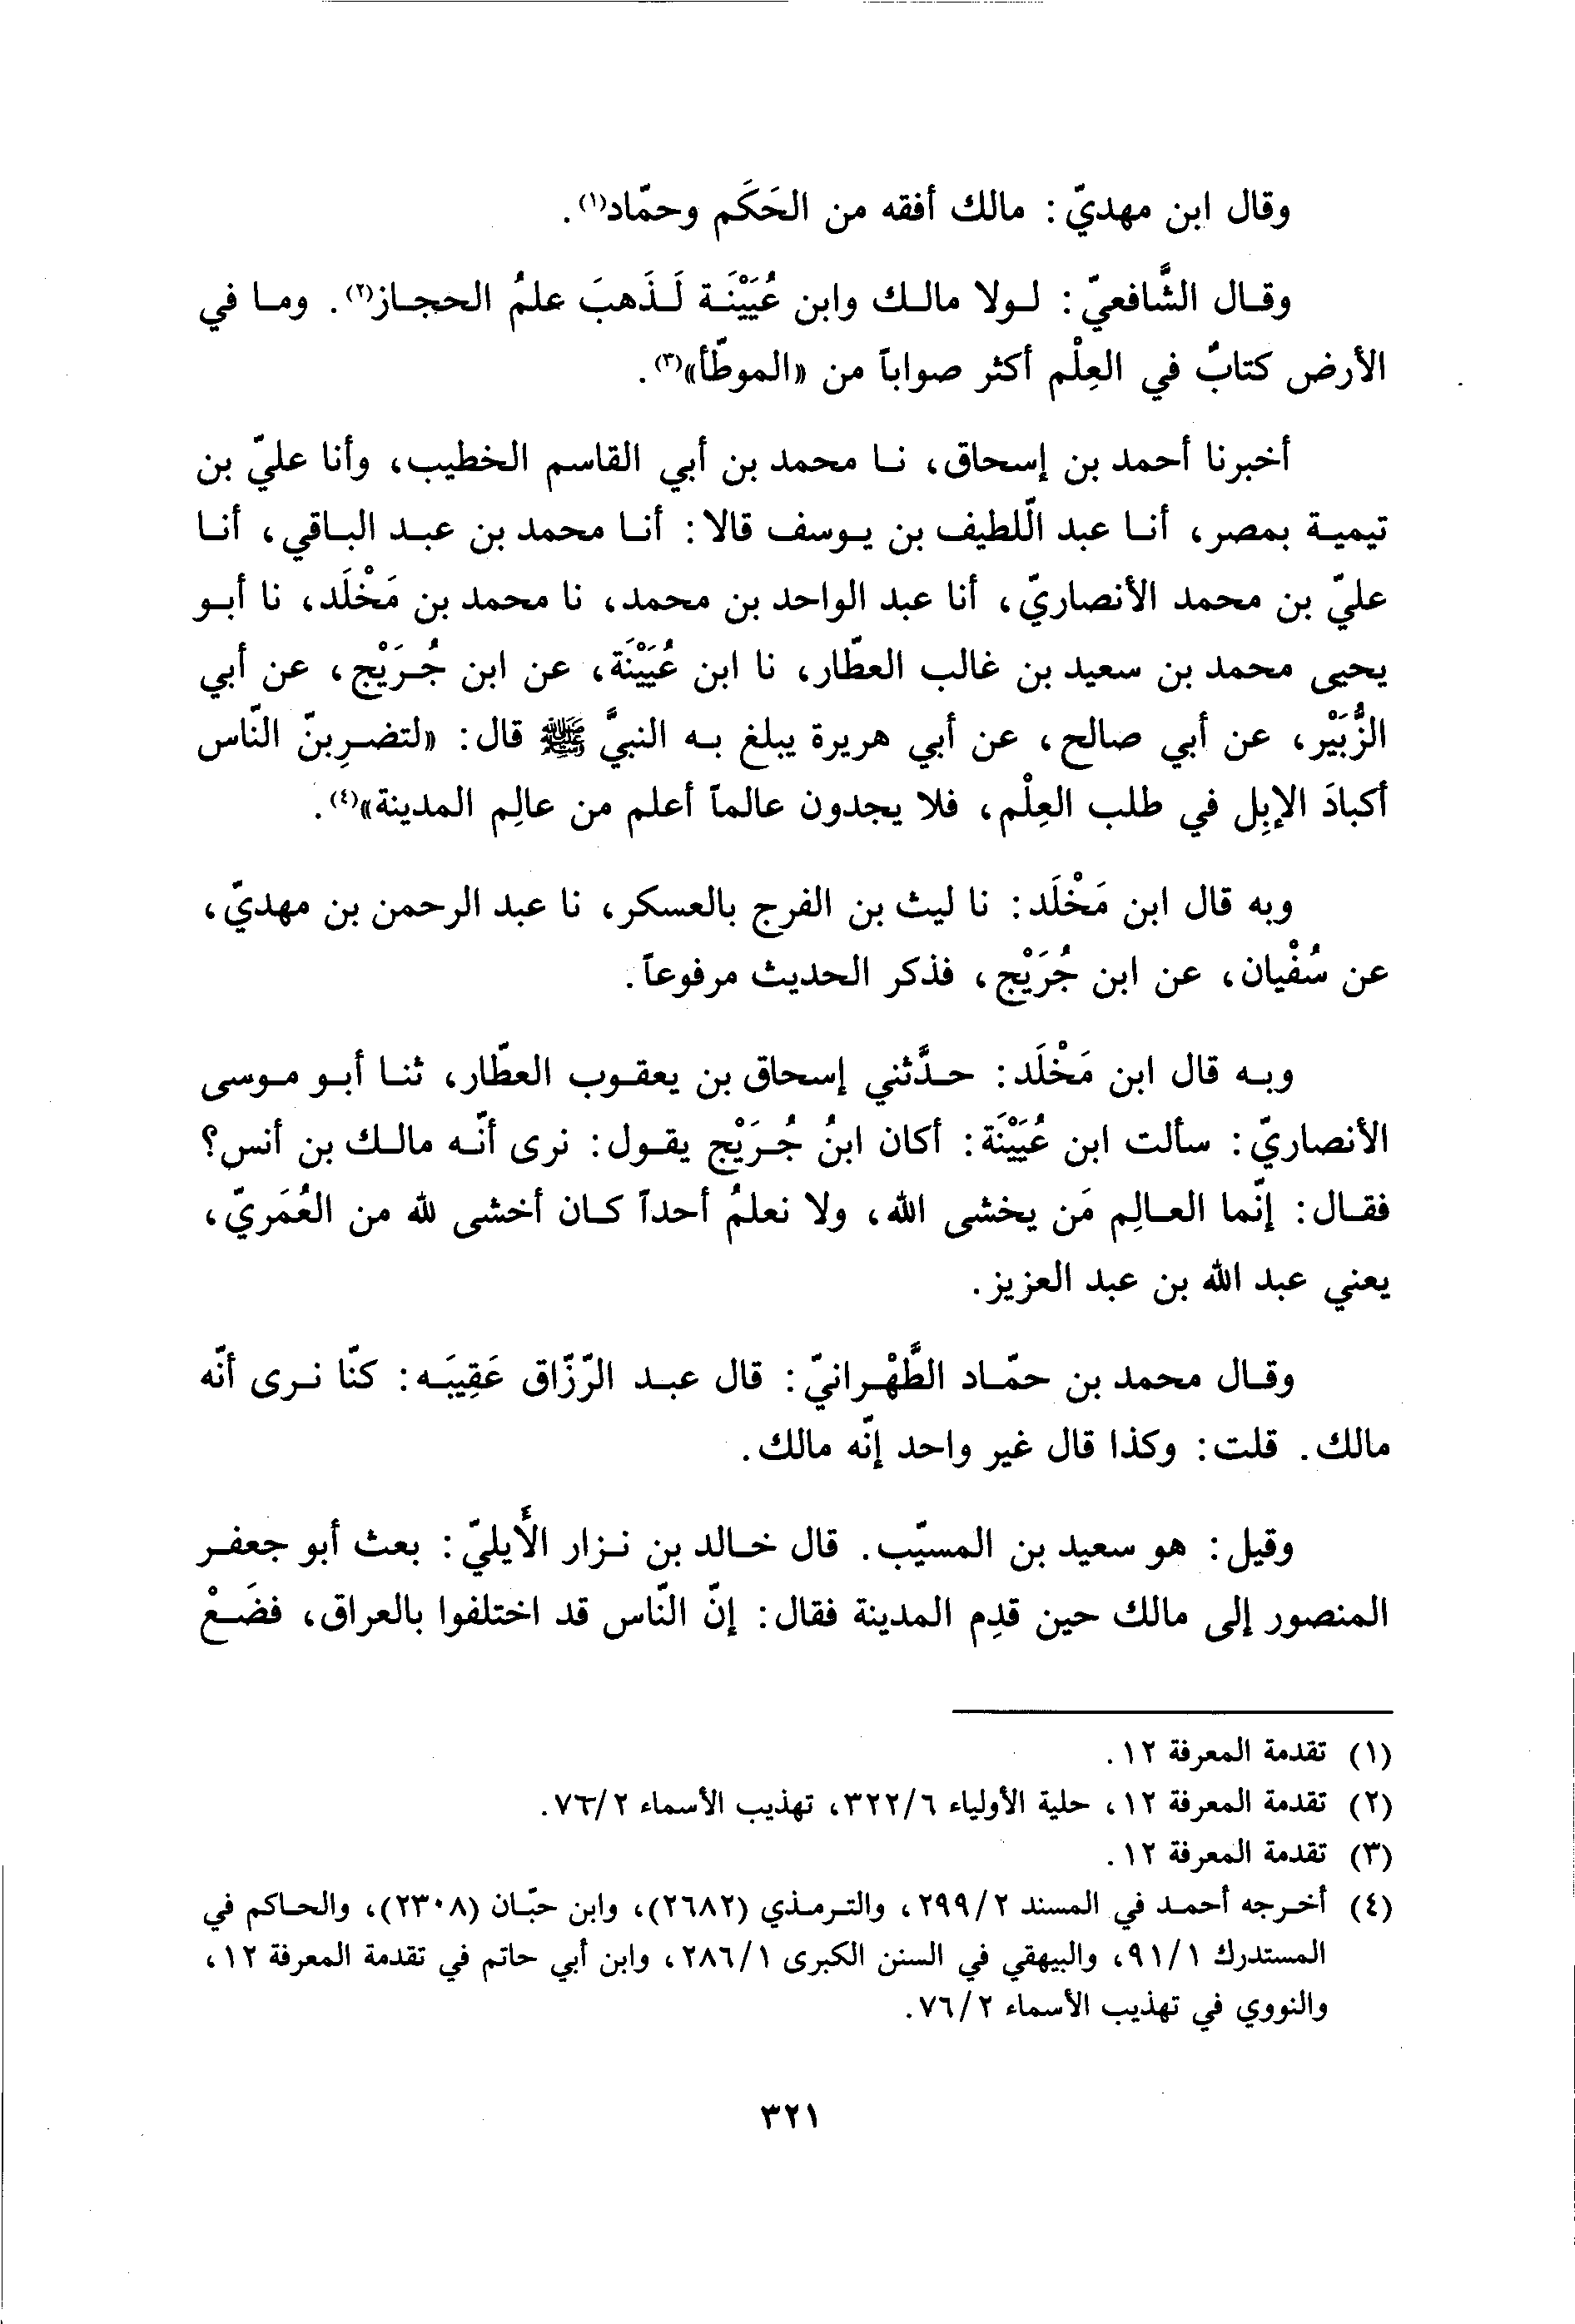 وقال ابن مهديّ: مالك أفقه من الحَكَم وحمّاد(١).
وقال الشَّافعيّ: لولا مالك وابن عُيَيْنَة لَذَهبَ علمُ الحجاز(٢). وما في
الأرض كتابٌ في العِلْم أكثر صواباً من «الموطّأ»(٣).
أخبرنا أحمد بن إسحاق، نا محمد بن أبي القاسم الخطيب، وأنا عليّ بن
تيمية بمصر، أنا عبد الّلطيف بن يوسف قالا: أنا محمد بن عبد الباقي، أنا
عليّ بن محمد الأنصاريّ، أنا عبد الواحد بن محمد، نا محمد بن مَخْلَد، نا أبو
يحيى محمد بن سعيد بن غالب العطّار، نا ابن عُيَيْنَة، عن ابن جُرَيْج، عن أبي
الزُّبَيْر، عن أبي صالح، عن أبي هريرة يبلغ به النبيَّ ﷺ قال: «لتضرِبنّ النّاس
أكبادَ الإبِل في طلب العِلْم، فلا يجدون عالماً أعلم من عالِم المدينة»(٤).
وبه قال ابن مَخْلَد: نا ليث بن الفرج بالعسكر، نا عبد الرحمن بن مهديّ،
عن سُفْيان، عن ابن جُرَيْج، فذكر الحديث مرفوعاً.
وبه قال ابن مَخْلَد: حدَّثني إسحاق بن يعقوب العطّار، ثنا أبو موسى
الأنصاريّ: سألت ابن عُيَيْنَة: أكان ابنُ جُرَيْج يقول: نرى أنّه مالك بن أنس؟
فقال: إنّما العالِم مَن يخشى الله، ولا نعلمُ أحداً كان أخشى لله من العُمَريّ،
يعني عبد الله بن عبد العزيز.
وقال محمد بن حمّاد الطَّهْرانيّ: قال عبد الرّزّاق عَقِيبَه: كنّا نرى أنّه
مالك. قلت: وكذا قال غير واحد إنّه مالك.
وقيل: هو سعيد بن المسيّب. قال خالد بن نزار الأَيليّ: بعث أبو جعفر
المنصور إلى مالك حين قدِم المدينة فقال: إنّ النّاس قد اختلفوا بالعراق، فضَعْ
(١) تقدمة المعرفة ١٢.
(٢) تقدمة المعرفة ١٢، حلية الأولياء ٣٢٢/٦، تهذيب الأسماء ٧٦/٢.
(٣) تقدمة المعرفة ١٢.
(٤) أخرجه أحمد في المسند ٢٩٩/٢، والترمذي (٢٦٨٢)، وابن حبّان (٢٣٠٨)، والحاكم في
المستدرك ٩١/١، والبيهقي في السنن الكبرى ٢٨٦/١، وابن أبي حاتم في تقدمة المعرفة ١٢،
والنووي في تهذيب الأسماء ٧٦/٢.
٣٢١